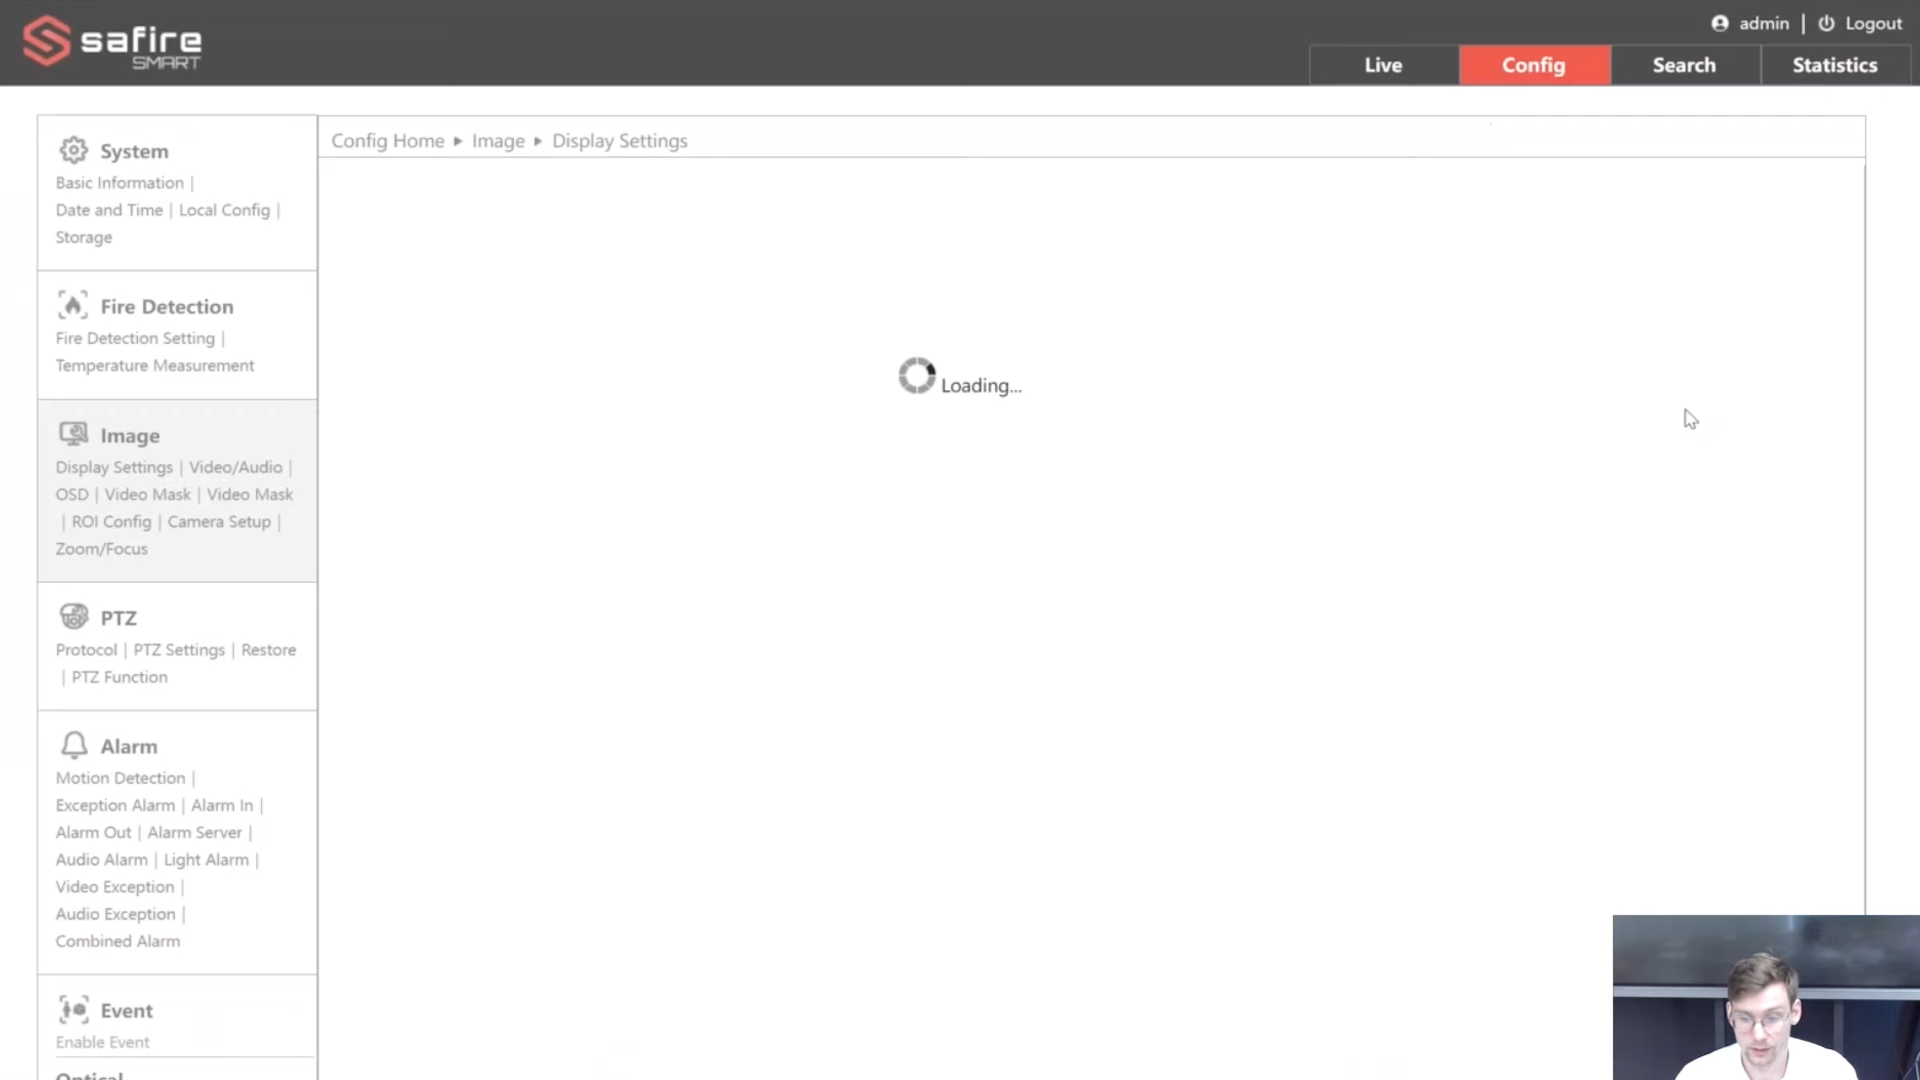 safire
SMART
admin | Logout
Live Config Search Statistics
Config Home ▸ Image ▸ Display Settings
System
Basic Information |
Date and Time | Local Config |
Storage
Fire Detection
Fire Detection Setting |
Temperature Measurement
Image
Display Settings | Video/Audio |
OSD | Video Mask | Video Mask
| ROI Config | Camera Setup |
Zoom/Focus
PTZ
Protocol | PTZ Settings | Restore
| PTZ Function
Alarm
Motion Detection |
Exception Alarm | Alarm In |
Alarm Out | Alarm Server |
Audio Alarm | Light Alarm |
Video Exception |
Audio Exception |
Combined Alarm
Event
Enable Event
Optical
Loading...